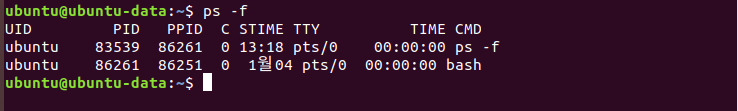 ubuntu@ubuntu-data:~$ ps -f
UID        PID  PPID  C STIME TTY          TIME CMD
ubuntu   83539 86261  0 13:18 pts/0    00:00:00 ps -f
ubuntu   86261 86251  0  1월04 pts/0  00:00:00 bash
ubuntu@ubuntu-data:~$